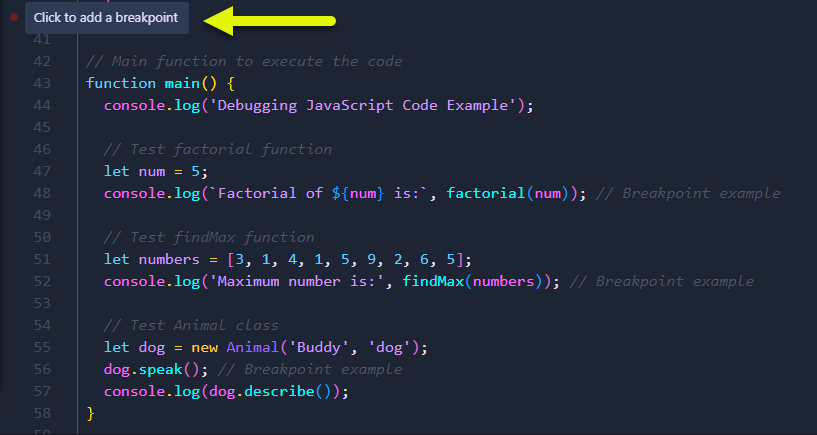 Click to add a breakpoint
41
42 // Main function to execute the code
43 function main() {
44 console.log('Debugging JavaScript Code Example');
45
46 // Test factorial function
47 let num = 5;
48 console.log(`Factorial of ${num} is:`, factorial(num)); // Breakpoint example
49
50 // Test findMax function
51 let numbers = [3, 1, 4, 1, 5, 9, 2, 6, 5];
52 console.log('Maximum number is:', findMax(numbers)); // Breakpoint example
53
54 // Test Animal class
55 let dog = new Animal('Buddy', 'dog');
56 dog.speak(); // Breakpoint example
57 console.log(dog.describe());
58 }